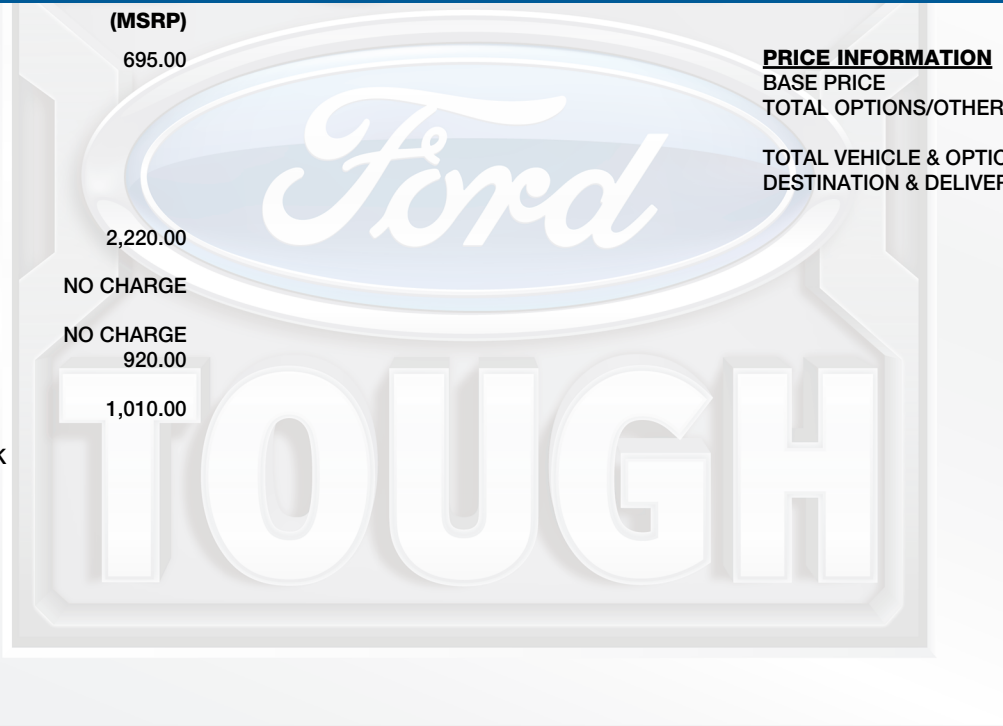 (MSRP)
695.00
2,220.00
NO CHARGE
NO CHARGE
920.00
1,010.00
PRICE INFORMATION
BASE PRICE
TOTAL OPTIONS/OTHER
TOTAL VEHICLE & OPTIO
DESTINATION & DELIVER
Ford
TOUGH